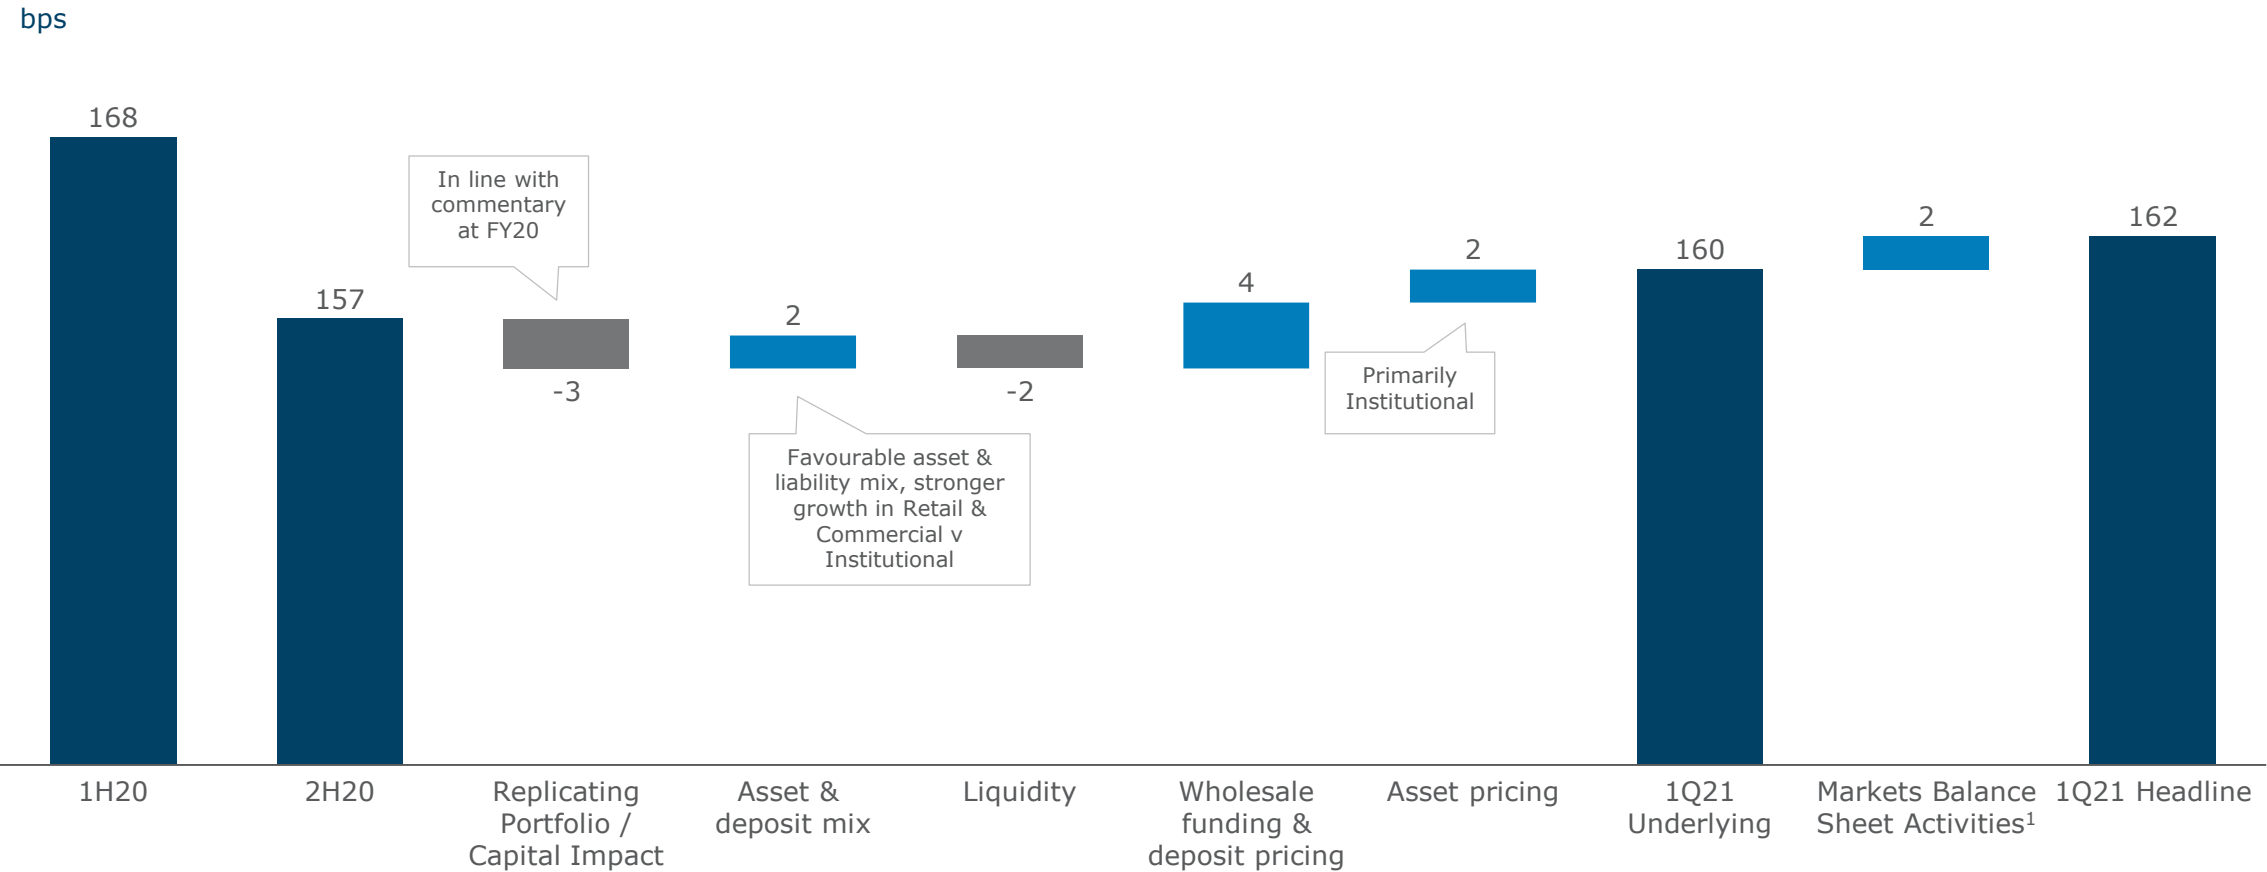 bps
168
157
In line with
commentary
at FY20
-3
2
Favourable asset &
liability mix, stronger
growth in Retail &
Commercial v
Institutional
-2
4
2
Primarily
Institutional
160
2
162
1H20
2H20
Replicating
Portfolio /
Capital Impact
Asset &
deposit mix
Liquidity
Wholesale
funding &
deposit pricing
Asset pricing
1Q21
Underlying
Markets Balance
Sheet Activities¹
1Q21 Headline